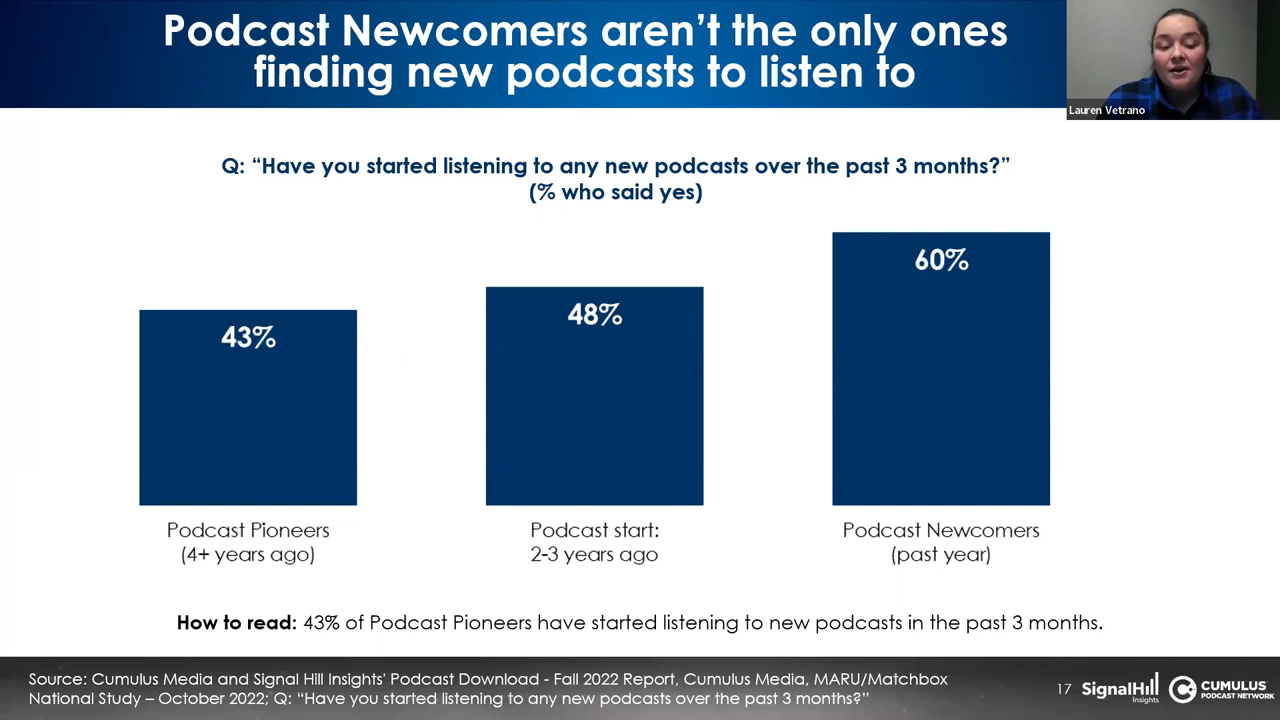 Podcast Newcomers aren't the only ones
finding new podcasts to listen to
Lauren Vetrano
Q: “Have you started listening to any new podcasts over the past 3 months?”
(% who said yes)
43%
48%
60%
Podcast Pioneers
(4+ years ago)
Podcast start:
2-3 years ago
Podcast Newcomers
(past year)
How to read: 43% of Podcast Pioneers have started listening to new podcasts in the past 3 months.
Source: Cumulus Media and Signal Hill Insights' Podcast Download - Fall 2022 Report, Cumulus Media, MARU/Matchbox
National Study – October 2022; Q: “Have you started listening to any new podcasts over the past 3 months?”
17
SignalHill
Insights
CUMULUS
PODCAST NETWORK